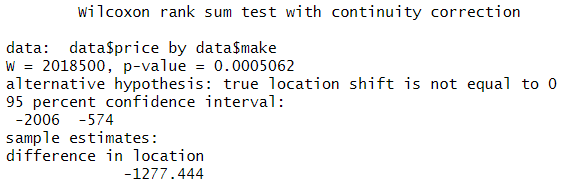 Wilcoxon rank sum test with continuity correction
data:  data$price by data$make
W = 2018500, p-value = 0.0005062
alternative hypothesis: true location shift is not equal to 0
95 percent confidence interval:
 -2006  -574
sample estimates:
difference in location
-1277.444